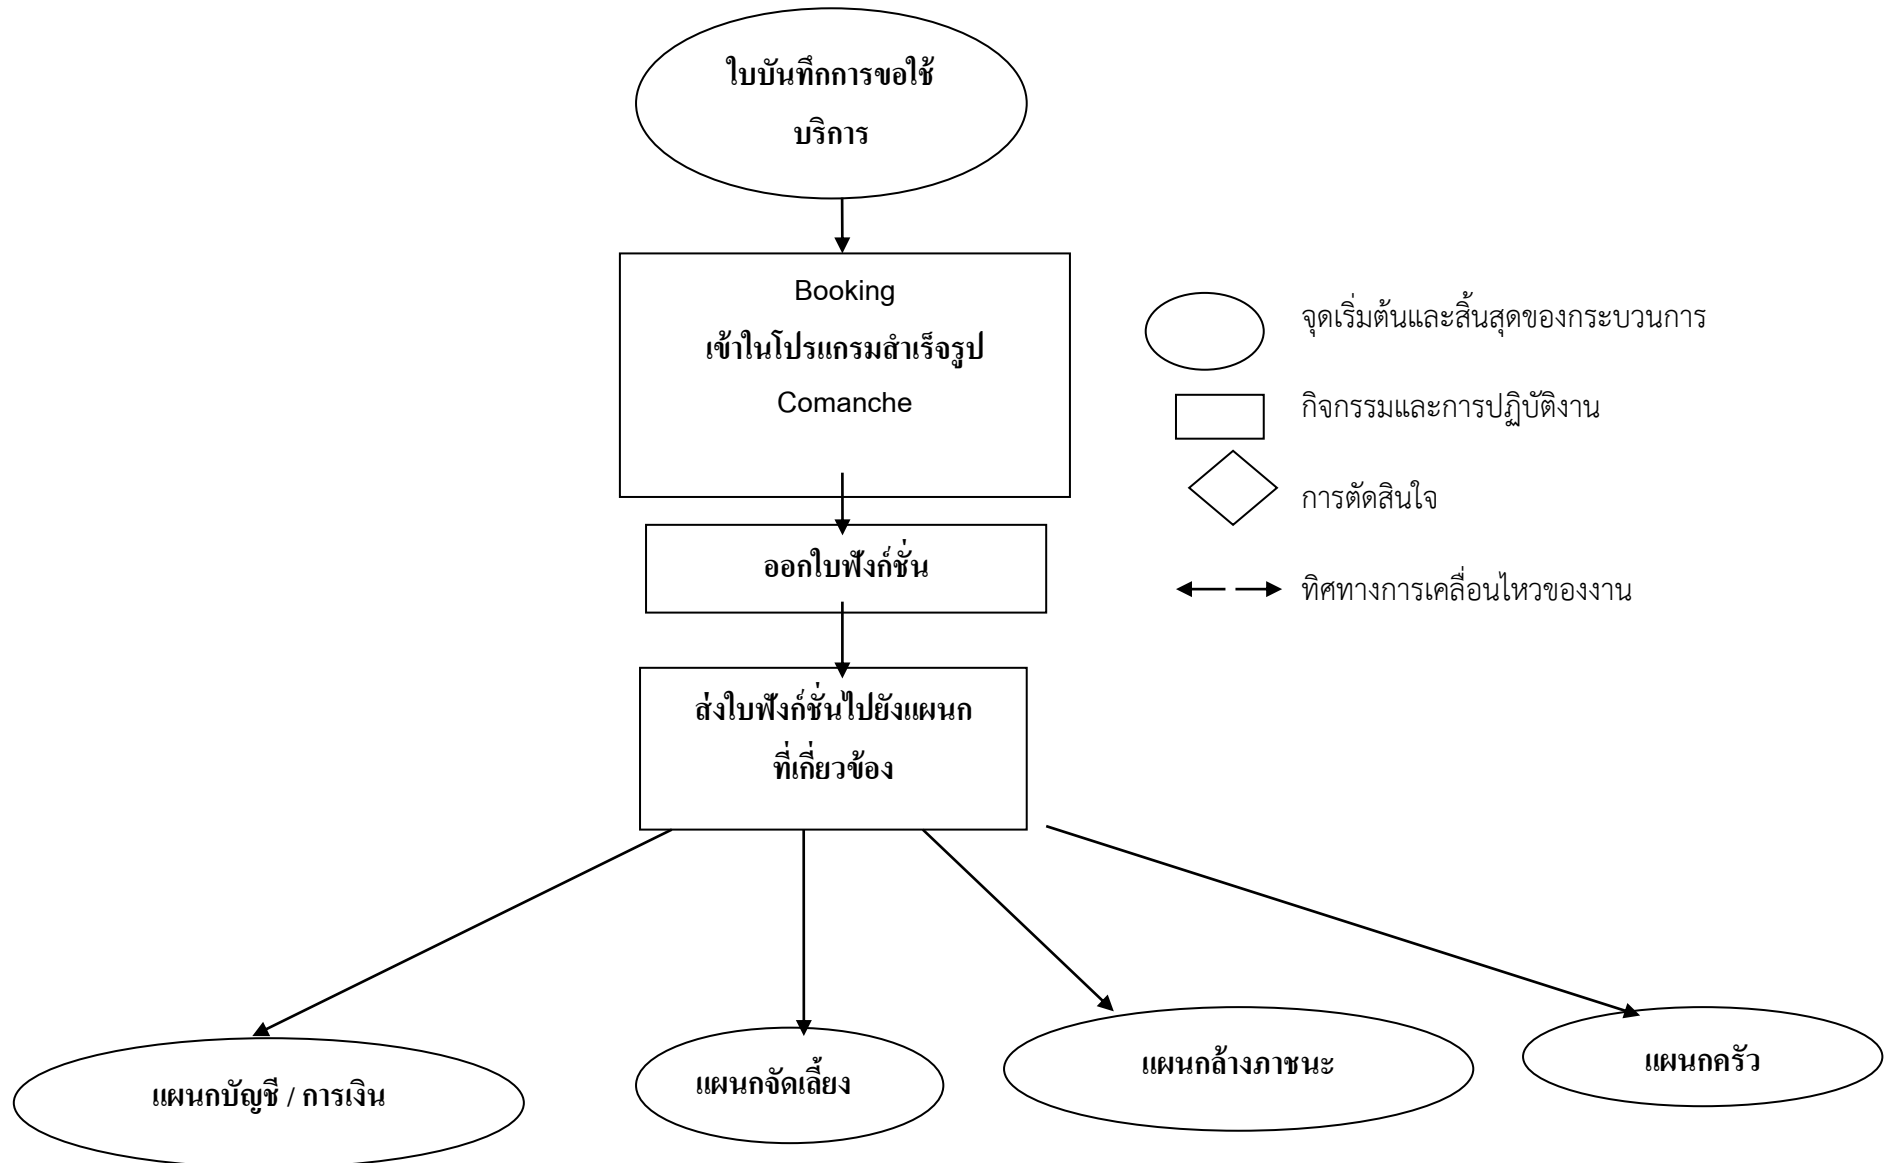 ใบบันทึกการขอใช้
บริการ
Booking
เข้าในโปรแกรมสำเร็จรูป
Comanche
จุดเริ่มต้นและสิ้นสุดของกระบวนการ
กิจกรรมและการปฏิบัติงาน
การตัดสินใจ
ออกใบฟังก์ชั่น
ทิศทางการเคลื่อนไหวของงาน
ส่งใบฟังก์ชั่นไปยังแผนก
ที่เกี่ยวข้อง
แผนกบัญชี / การเงิน
แผนกจัดเลี้ยง
แผนกล้างภาชนะ
แผนกครัว